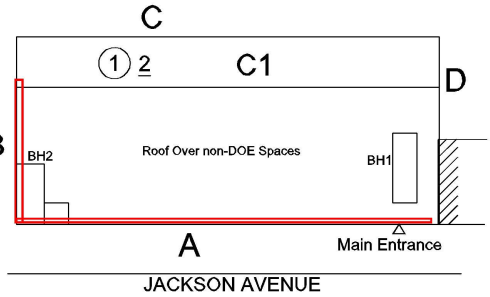 C
1 2 C1
D
B
BH2
Roof Over non-DOE Spaces
BH1
A
Main Entrance
JACKSON AVENUE